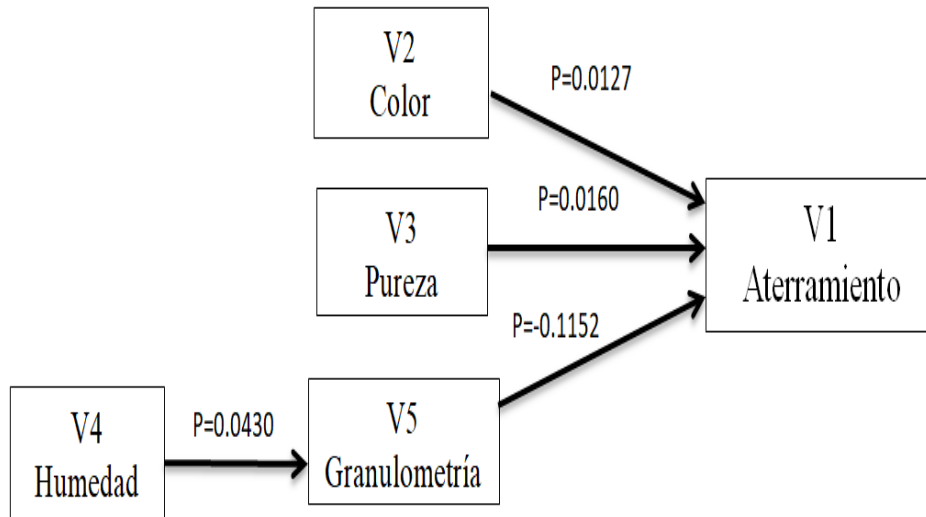 V2
Color
P=0.0127
V3
Pureza
P=0.0160
V1
Aterramiento
P=-0.1152
V4
Humedad
P=0.0430
V5
Granulometría